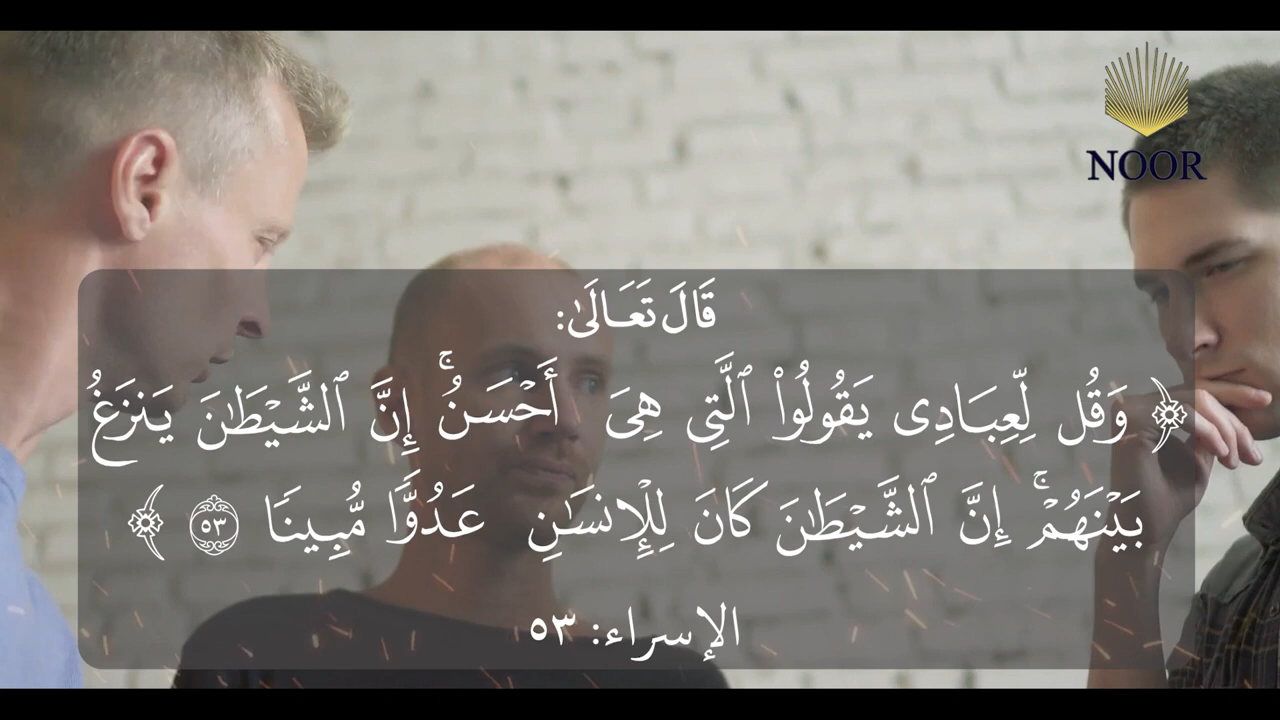 NOOR
قَالَ تَعَالَىٰ:
﴿ وَقُل لِّعِبَادِى يَقُولُوا۟ ٱلَّتِى هِىَ أَحْسَنُ ۚ إِنَّ ٱلشَّيْطَـٰنَ يَنزَغُ
بَيْنَهُمْ ۚ إِنَّ ٱلشَّيْطَـٰنَ كَانَ لِلْإِنسَـٰنِ عَدُوًّا مُّبِينًا ٥٣ ﴾
الإسراء: ٥٣